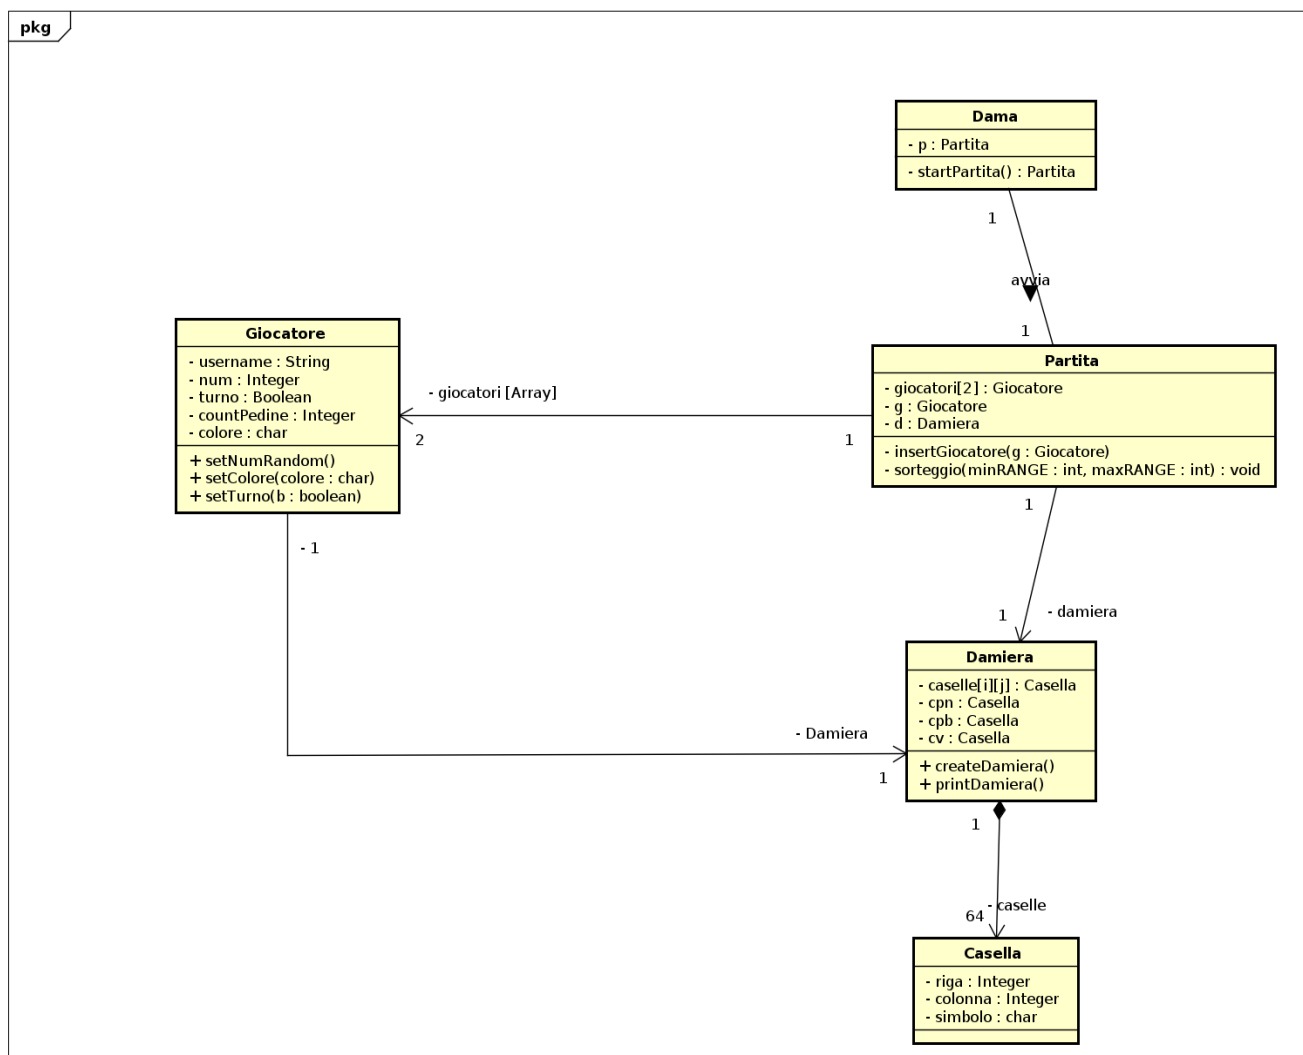 pkg
Dama
- p : Partita
- startPartita() : Partita
1
avvia
1
Giocatore
- username : String
- num : Integer
- turno : Boolean
- countPedine : Integer
- colore : char
+ setNumRandom()
+ setColore(colore : char)
+ setTurno(b : boolean)
- giocatori [Array]
2
1
Partita
- giocatori[2] : Giocatore
- g : Giocatore
- d : Damiera
- insertGiocatore(g : Giocatore)
- sorteggio(minRANGE : int, maxRANGE : int) : void
1
- 1
1
- damiera
Damiera
- caselle[i][j] : Casella
- cpn : Casella
- cpb : Casella
- cv : Casella
+ createDamiera()
+ printDamiera()
- Damiera
1
1
- caselle
64
Casella
- riga : Integer
- colonna : Integer
- simbolo : char